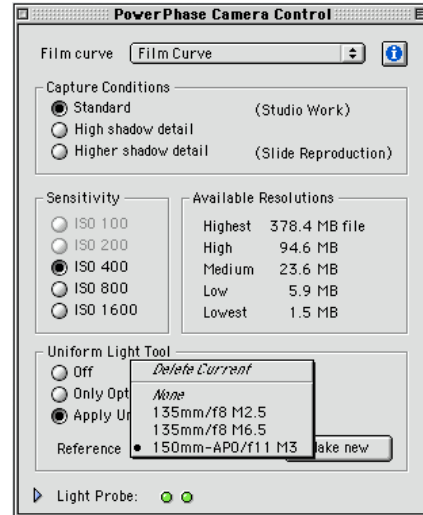 PowerPhase Camera Control
Film curve Film Curve
Capture Conditions
Standard (Studio Work)
High shadow detail
Higher shadow detail (Slide Reproduction)
Sensitivity
ISO 100
ISO 200
ISO 400
ISO 800
ISO 1600
Available Resolutions
Highest 378.4 MB file
High 94.6 MB
Medium 23.6 MB
Low 5.9 MB
Lowest 1.5 MB
Uniform Light Tool
Off
Only Opt
Apply Un
Delete Current
None
135mm/f8 M2.5
135mm/f8 M6.5
150mm-APO/f11 M3
Reference
ake new
Light Probe: